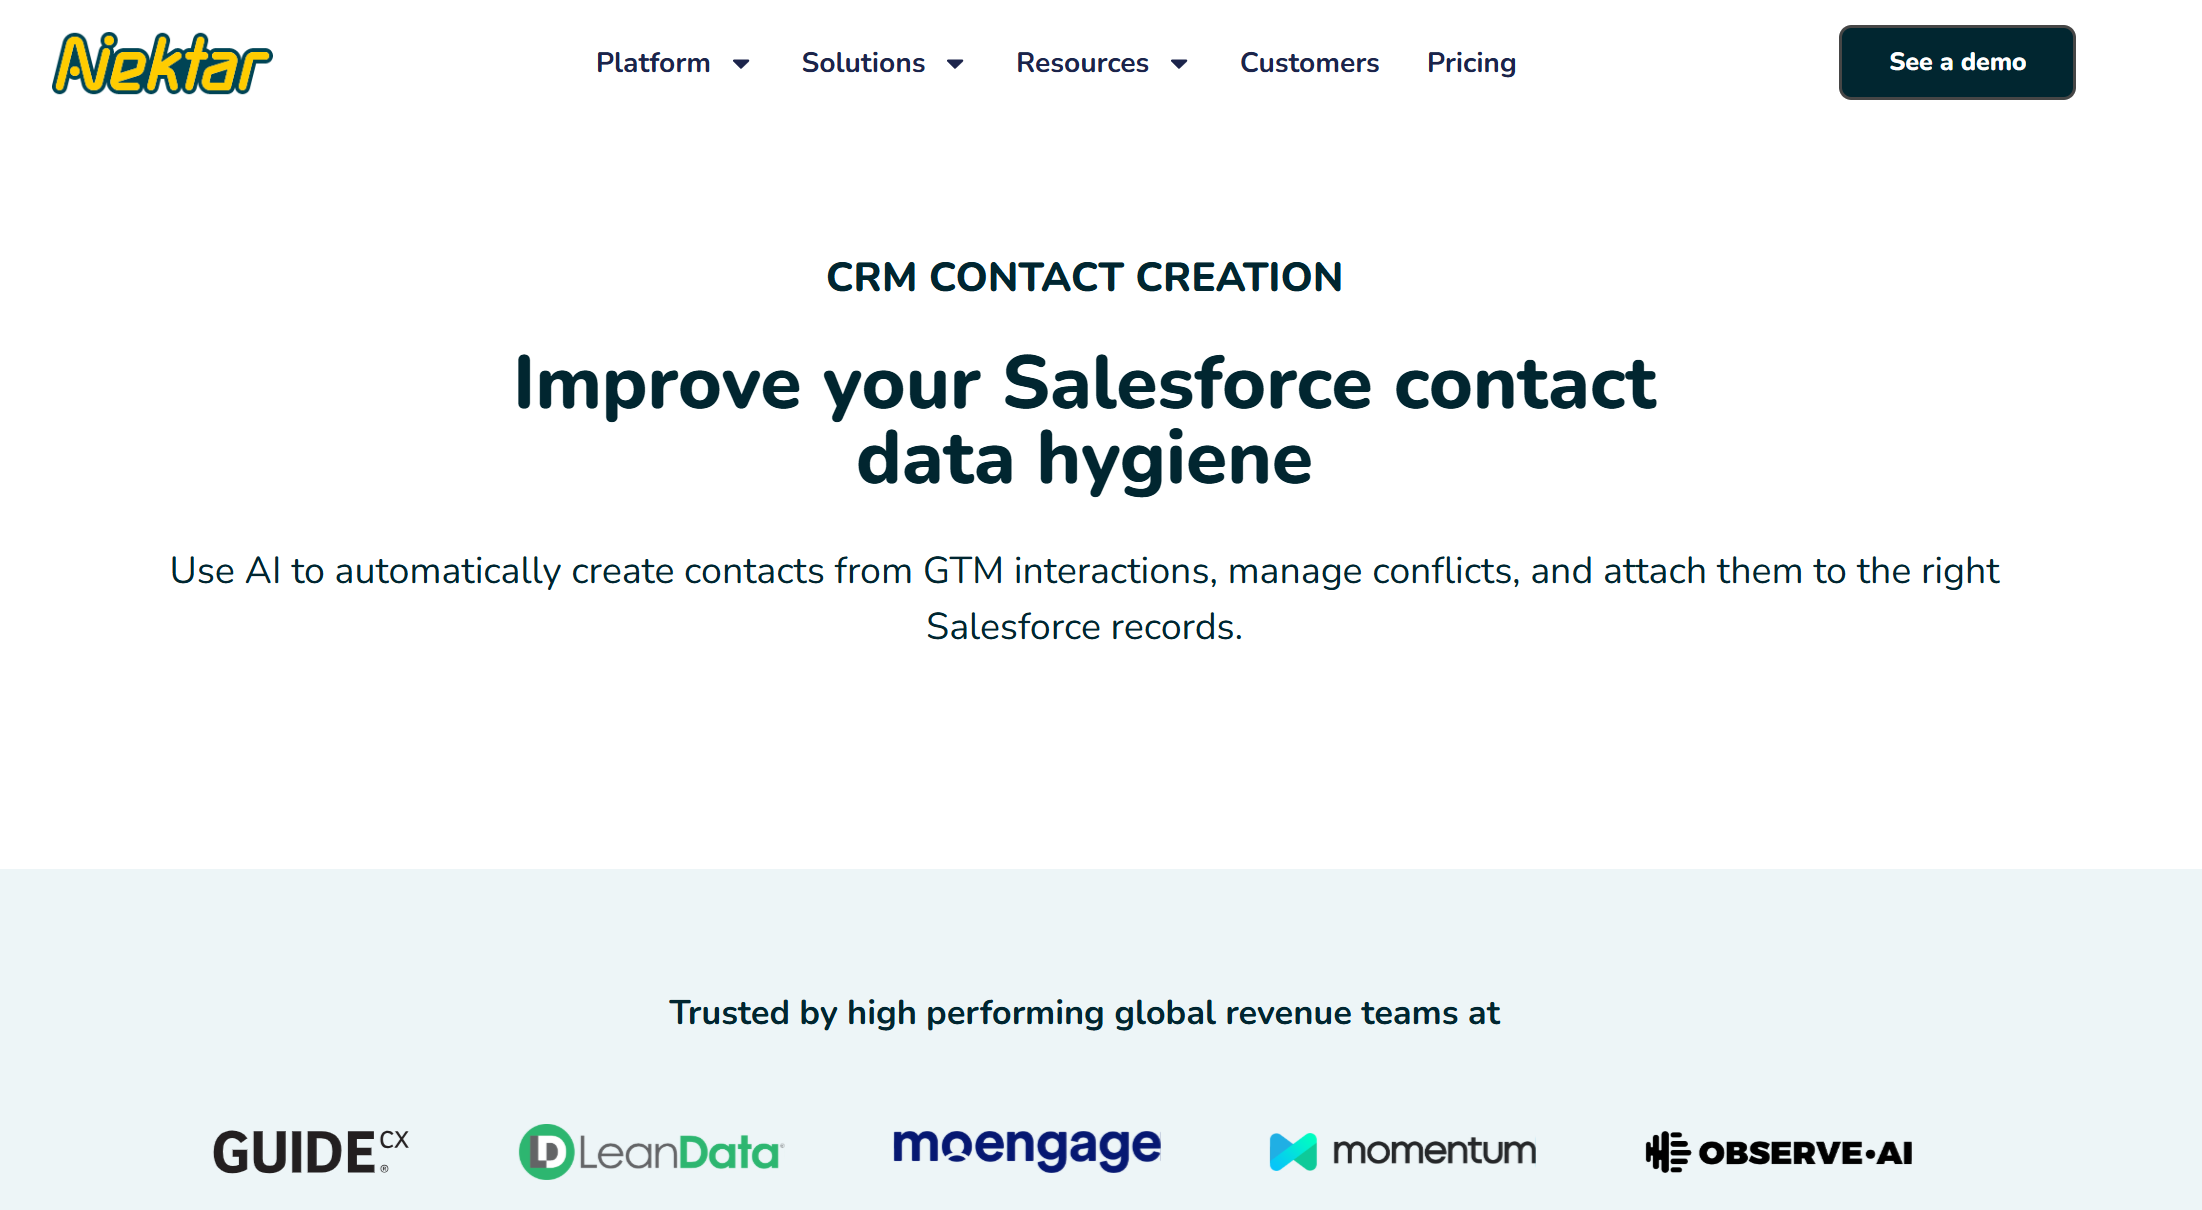 Nektar
Platform
Solutions
Resources
Customers
Pricing
See a demo
CRM CONTACT CREATION
Improve your Salesforce contact
data hygiene
Use AI to automatically create contacts from GTM interactions, manage conflicts, and attach them to the right
Salesforce records.
Trusted by high performing global revenue teams at
GUIDE CX ®
LD LeanData
moengage
momentum
OBSERVE•AI